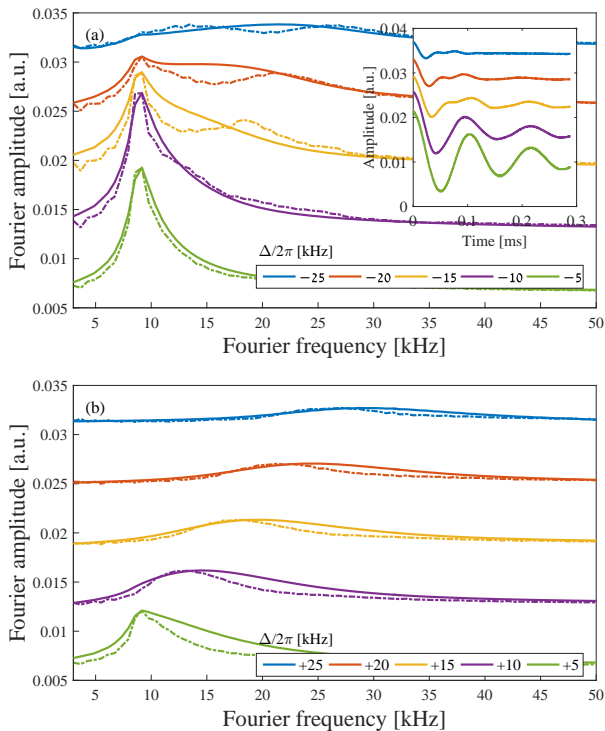 0.035
(a)
0.03
0.025
0.02
0.015
0.01
0.005
Fourier amplitude [a.u.]
5 10 15 20 25 30 35 40 45 50
Fourier frequency [kHz]
0.04
0.03
0.02
0.01
0
Amplitude [a.u.]
0 0.1 0.2 0.3
Time [ms]
Δ/2π [kHz]
−25 −20 −15 −10 −5
0.035
(b)
0.03
0.025
0.02
0.015
0.01
0.005
Fourier amplitude [a.u.]
Δ/2π [kHz]
+25 +20 +15 +10 +5
5 10 15 20 25 30 35 40 45 50
Fourier frequency [kHz]